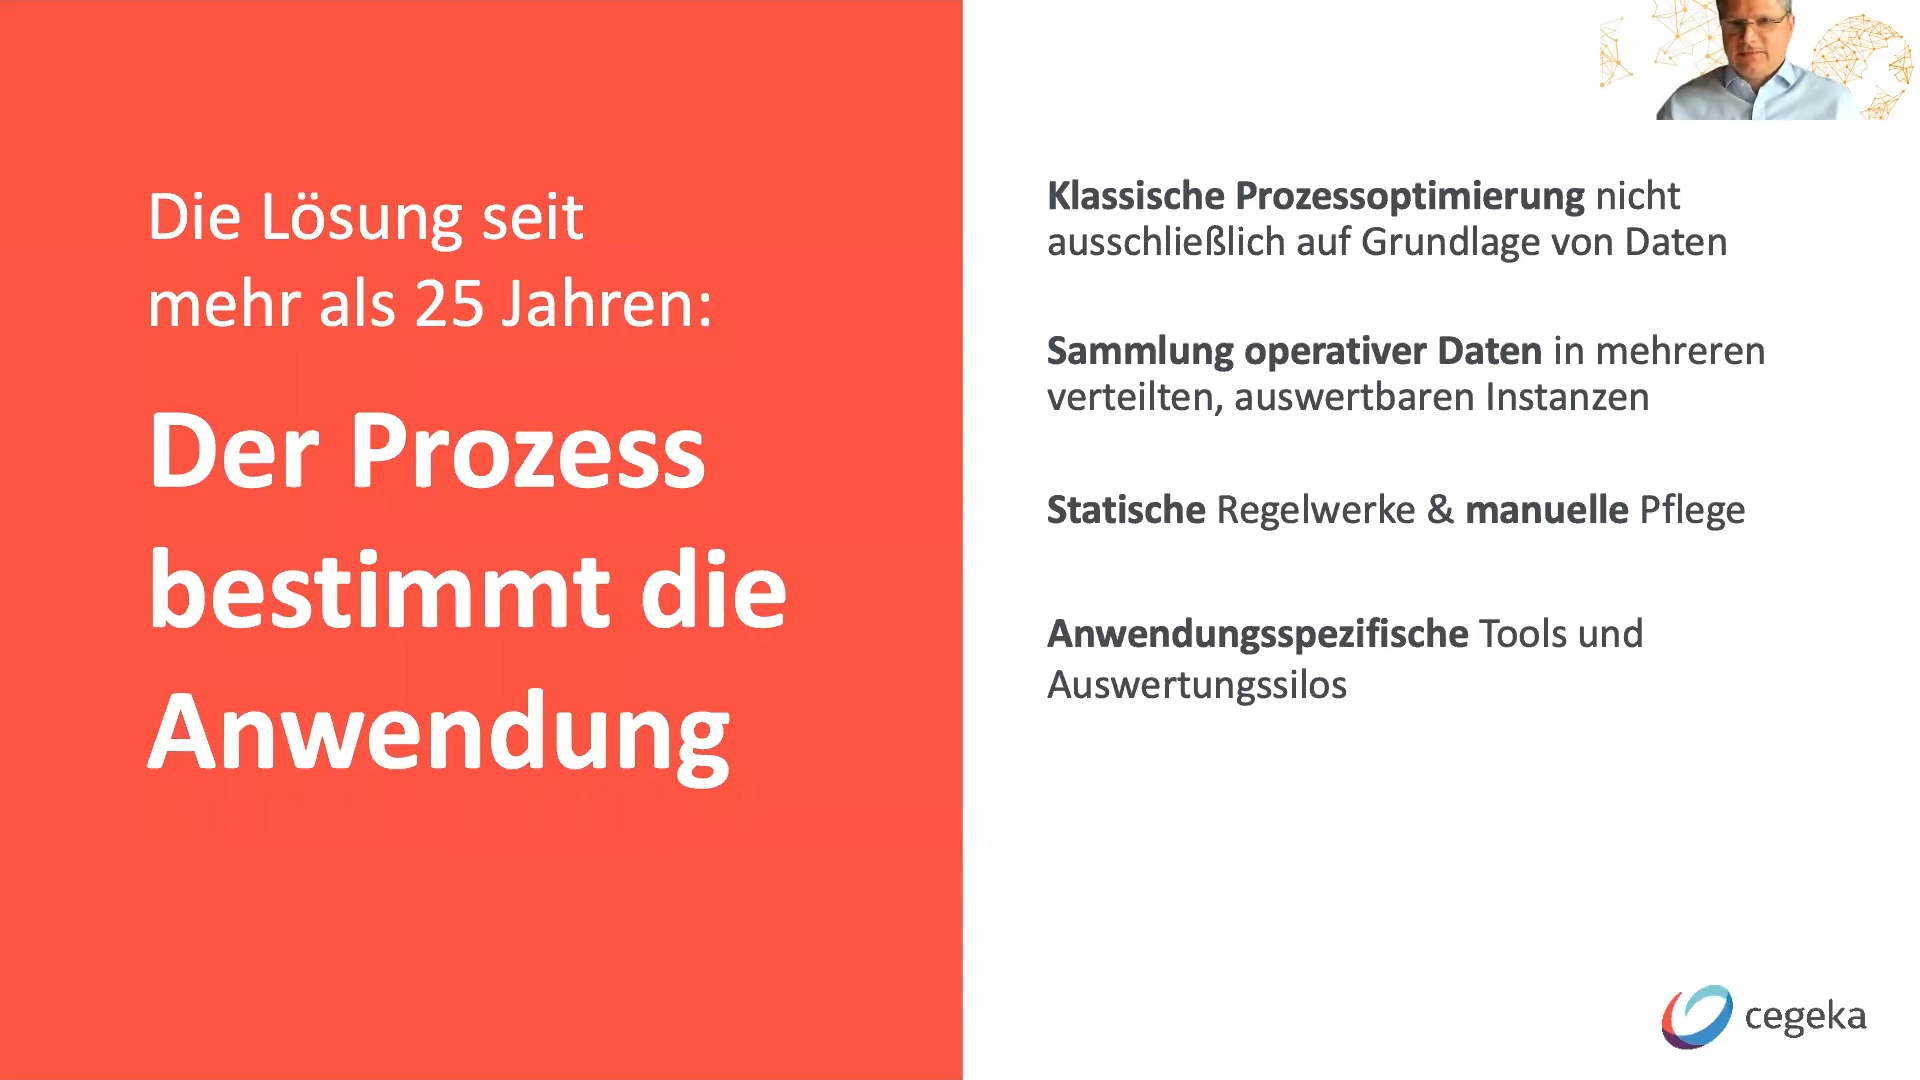 Die Lösung seit
mehr als 25 Jahren:
Der Prozess
bestimmt die
Anwendung
Klassische Prozessoptimierung nicht
ausschließlich auf Grundlage von Daten
Sammlung operativer Daten in mehreren
verteilten, auswertbaren Instanzen
Statische Regelwerke & manuelle Pflege
Anwendungsspezifische Tools und
Auswertungssilos
cegeka